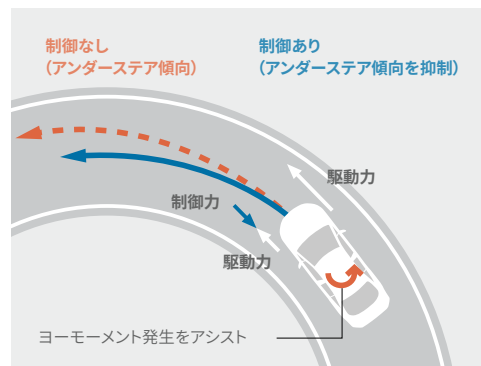 制御なし
（アンダーステア傾向）
制御あり
（アンダーステア傾向を抑制）
駆動力
制御力
駆動力
ヨーモーメント発生をアシスト